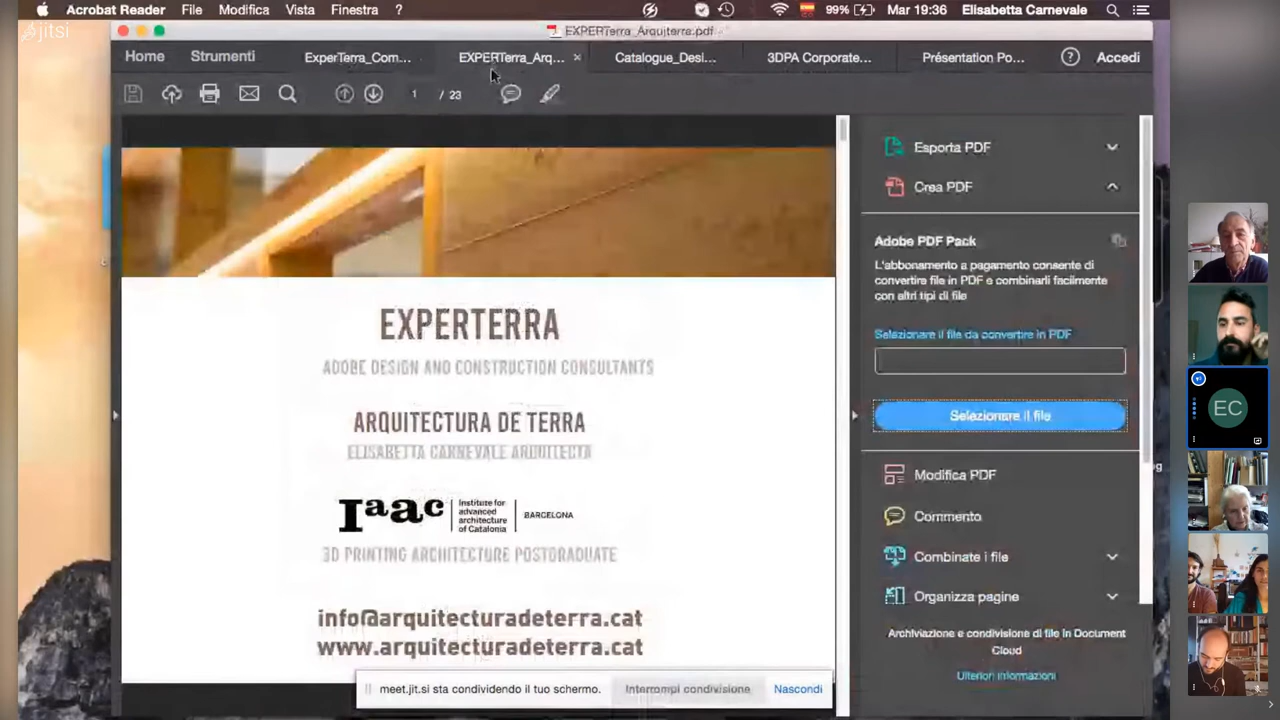 Acrobat Reader File Modifica Vista Finestra ? 99% Mar 19:36 Elisabetta Carnevale
jitsi
EXPERTerra_Arquiterra.pdf
Home Strumenti ExperTerra_Com... EXPERTerra_Arq... × Catalogue_Desi... 3DPA Corporate... Présentation Po... ? Accedi
1 / 23
Esporta PDF
Crea PDF
Adobe PDF Pack
L'abbonamento a pagamento consente di
convertire file in PDF e combinarli facilmente
con altri tipi di file
Selezionare il file da convertire in PDF
Selezionare il file
Modifica PDF
Commento
Combinate i file
Organizza pagine
Archiviazione e condivisione di file in Document
Cloud
Ulteriori informazioni
EXPERTERRA
ADOBE DESIGN AND CONSTRUCTION CONSULTANTS
ARQUITECTURA DE TERRA
ELISABETTA CARNEVALE ARQUITECTA
Iaac
Institute for
advanced
architecture
of Catalonia
BARCELONA
3D PRINTING ARCHITECTURE POSTGRADUATE
info@arquitecturadeterra.cat
www.arquitecturadeterra.cat
meet.jit.si sta condividendo il tuo schermo. Interrompi condivisione Nascondi
EC